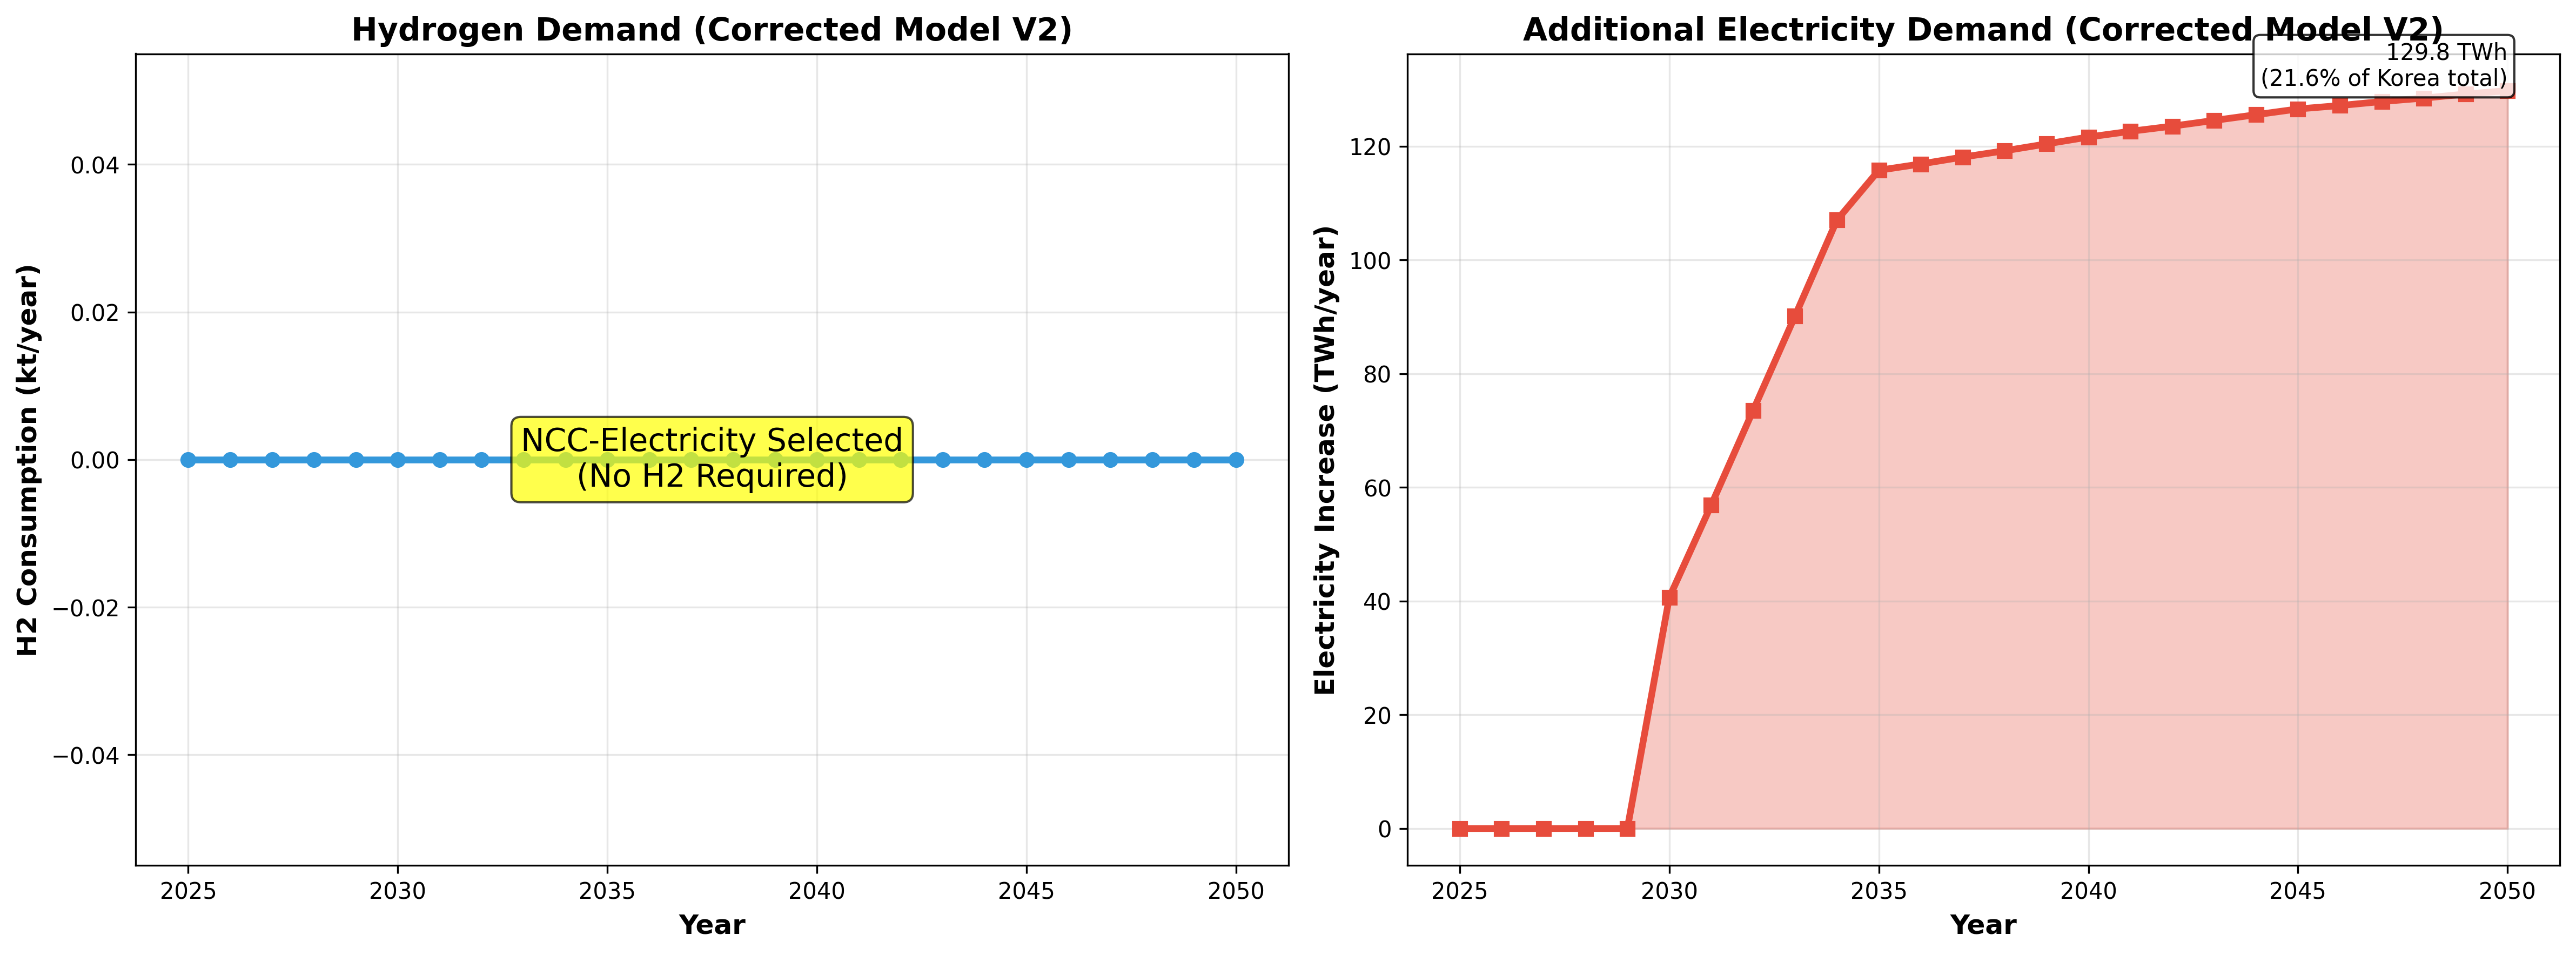 Hydrogen Demand (Corrected Model V2)
H2 Consumption (kt/year)
0.04
0.02
0.00
−0.02
−0.04
NCC-Electricity Selected
(No H2 Required)
2025
2030
2035
2040
2045
2050
Year
Additional Electricity Demand (Corrected Model V2)
129.8 TWh
(21.6% of Korea total)
Electricity Increase (TWh/year)
120
100
80
60
40
20
0
2025
2030
2035
2040
2045
2050
Year